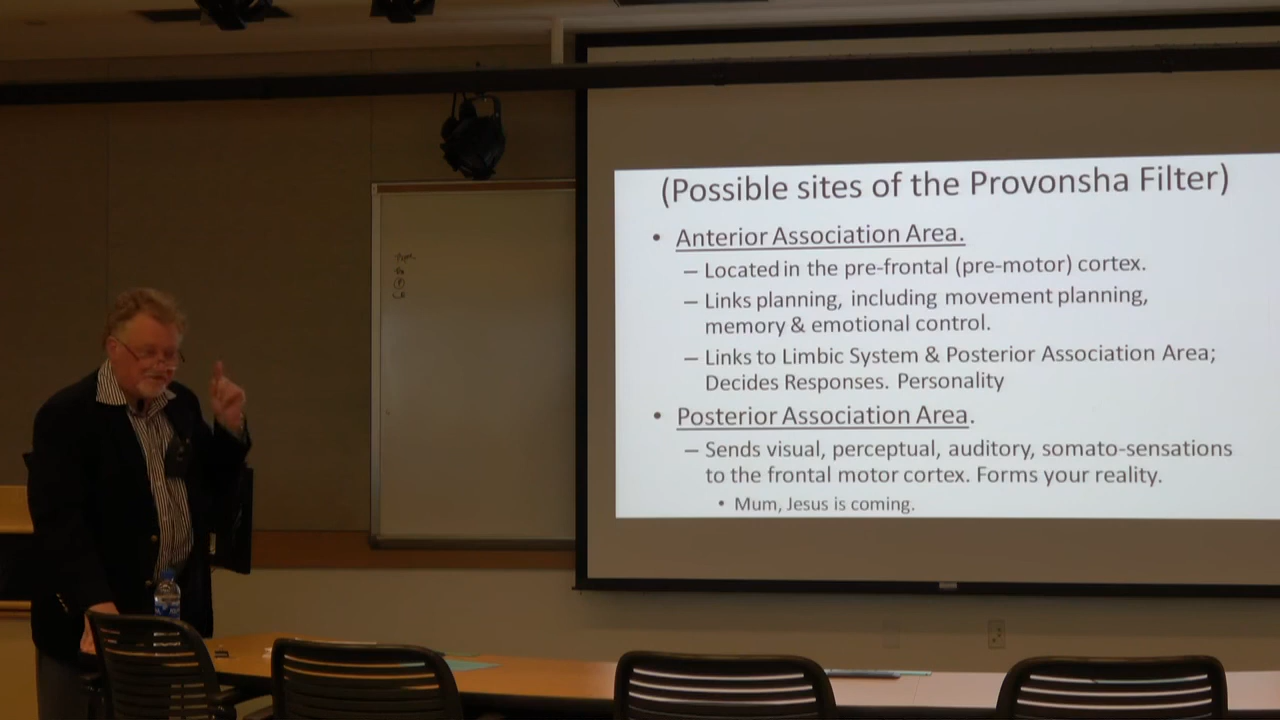 (Possible sites of the Provonsha Filter)
• Anterior Association Area.
– Located in the pre-frontal (pre-motor) cortex.
– Links planning, including movement planning,
memory & emotional control.
– Links to Limbic System & Posterior Association Area;
Decides Responses. Personality
• Posterior Association Area.
– Sends visual, perceptual, auditory, somato-sensations
to the frontal motor cortex. Forms your reality.
• Mum, Jesus is coming.